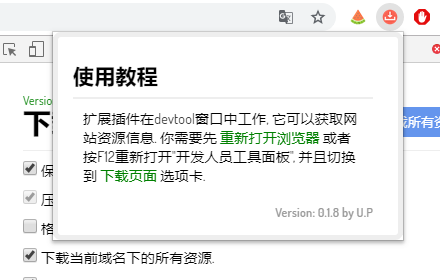 使用教程
扩展插件在devtool窗口中工作, 它可以获取网
站资源信息. 你需要先 重新打开浏览器 或者
按F12重新打开"开发人员工具面板", 并且切换
到 下载页面 选项卡.
Version: 0.1.8 by U.P
Versio
下
所有资
保
压
格
下载当前域名下的所有资源.